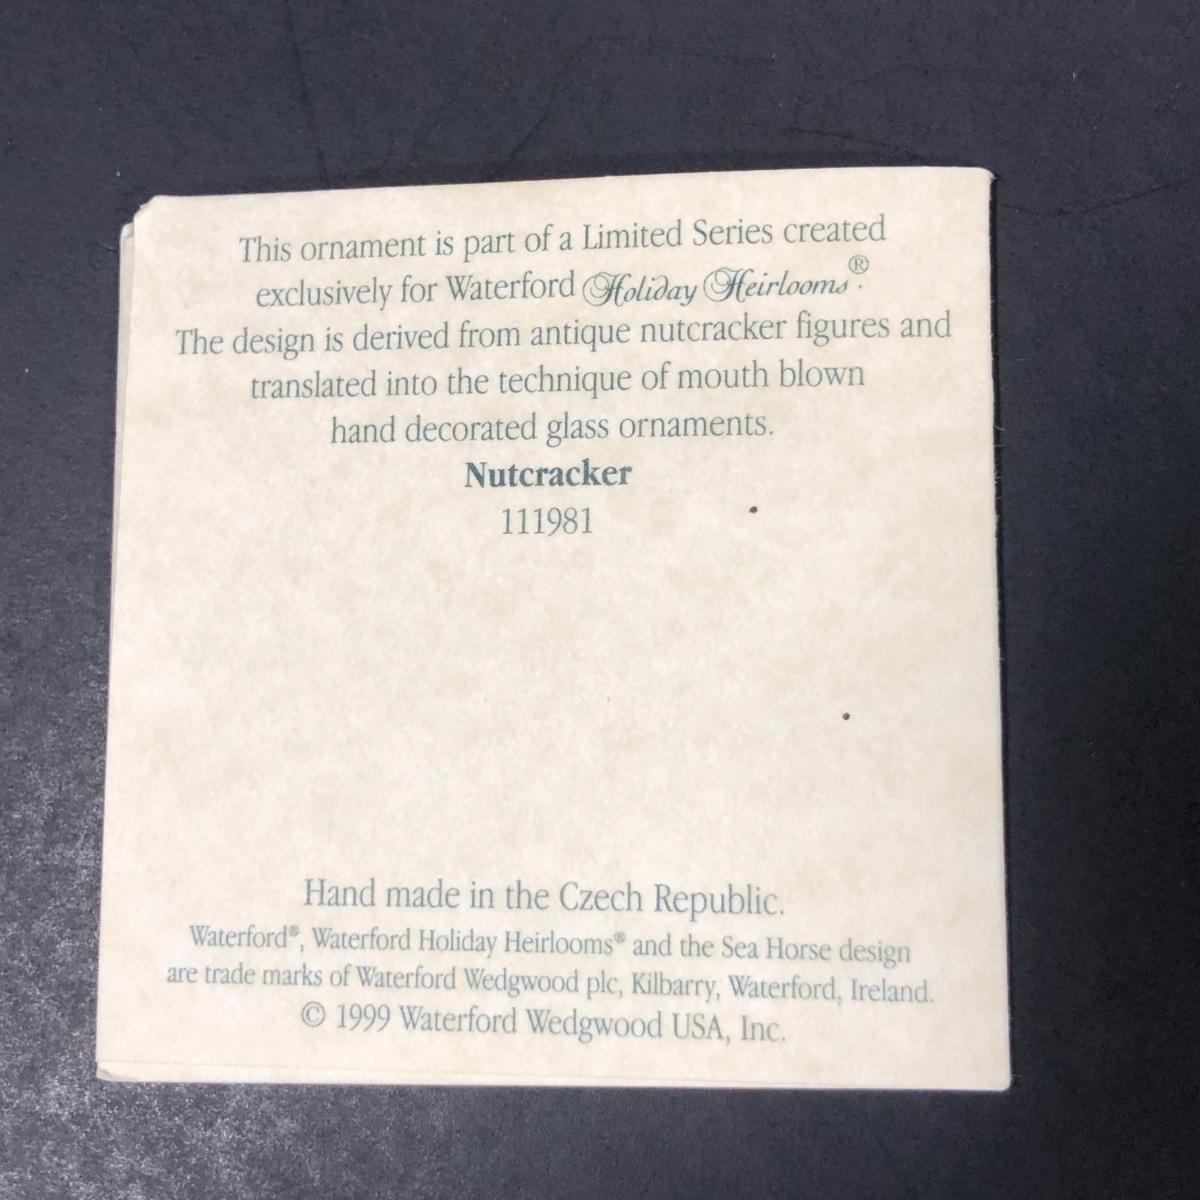 This ornament is part of a Limited Series created
exclusively for Waterford Holiday Heirlooms®.
The design is derived from antique nutcracker figures and
translated into the technique of mouth blown
hand decorated glass ornaments.
Nutcracker
111981
Hand made in the Czech Republic.
Waterford®, Waterford Holiday Heirlooms® and the Sea Horse design
are trade marks of Waterford Wedgwood plc, Kilbarry, Waterford, Ireland.
© 1999 Waterford Wedgwood USA, Inc.